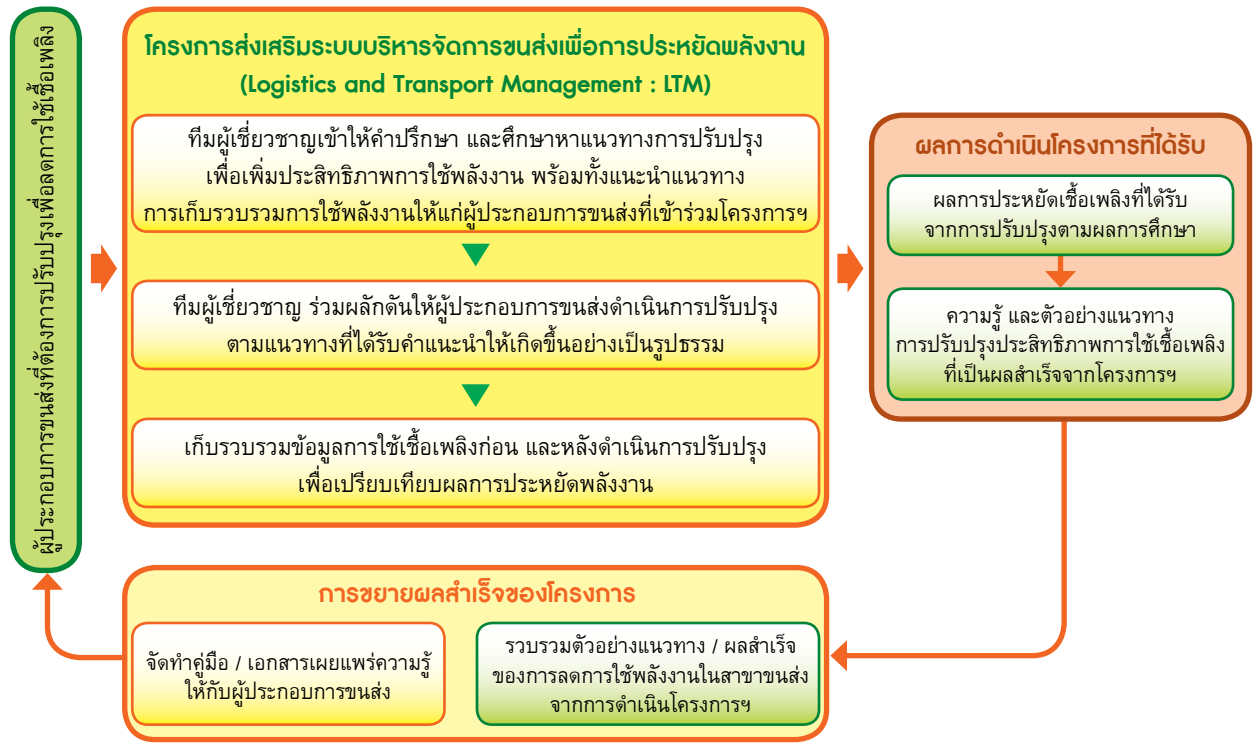 ผู้ประกอบการขนส่งที่ต้องการปรับปรุงเพื่อลดการใช้เชื้อเพลิง
โครงการส่งเสริมระบบบริหารจัดการขนส่งเพื่อการประหยัดพลังงาน
(Logistics and Transport Management : LTM)
ทีมผู้เชี่ยวชาญเข้าให้คำปรึกษา และศึกษาหาแนวทางการปรับปรุง
เพื่อเพิ่มประสิทธิภาพการใช้พลังงาน พร้อมทั้งแนะนำแนวทาง
การเก็บรวบรวมการใช้พลังงานให้แก่ผู้ประกอบการขนส่งที่เข้าร่วมโครงการฯ
ทีมผู้เชี่ยวชาญ ร่วมผลักดันให้ผู้ประกอบการขนส่งดำเนินการปรับปรุง
ตามแนวทางที่ได้รับคำแนะนำให้เกิดขึ้นอย่างเป็นรูปธรรม
เก็บรวบรวมข้อมูลการใช้เชื้อเพลิงก่อน และหลังดำเนินการปรับปรุง
เพื่อเปรียบเทียบผลการประหยัดพลังงาน
ผลการดำเนินโครงการที่ได้รับ
ผลการประหยัดเชื้อเพลิงที่ได้รับ
จากการปรับปรุงตามผลการศึกษา
ความรู้ และตัวอย่างแนวทาง
การปรับปรุงประสิทธิภาพการใช้เชื้อเพลิง
ที่เป็นผลสำเร็จจากโครงการฯ
การขยายผลสำเร็จของโครงการ
จัดทำคู่มือ / เอกสารเผยแพร่ความรู้
ให้กับผู้ประกอบการขนส่ง
รวบรวมตัวอย่างแนวทาง / ผลสำเร็จ
ของการลดการใช้พลังงานในสาขาขนส่ง
จากการดำเนินโครงการฯ